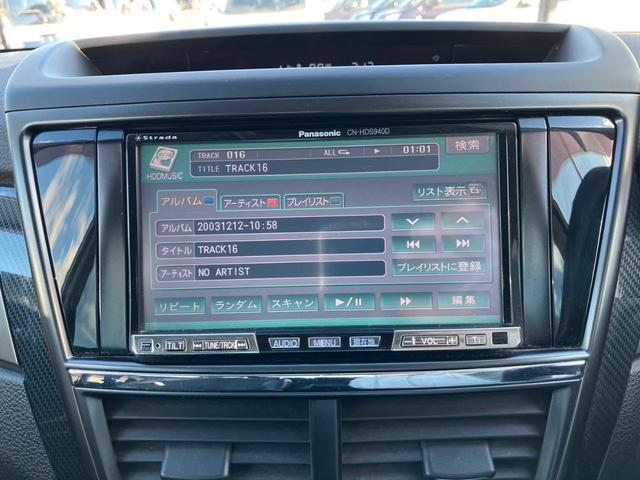 Strada Panasonic CN-HDS940D
TRACK 016 ALL 01:01 検索
TITLE TRACK16
HDDMUSIC
アルバム アーティスト プレイリスト リスト表示
アルバム 20031212-10:58
タイトル TRACK16
アーティスト NO ARTIST プレイリストに登録
リピート ランダム スキャン 編集
TILT TUNE/TRCK AUDIO MENU 現在地 VOL